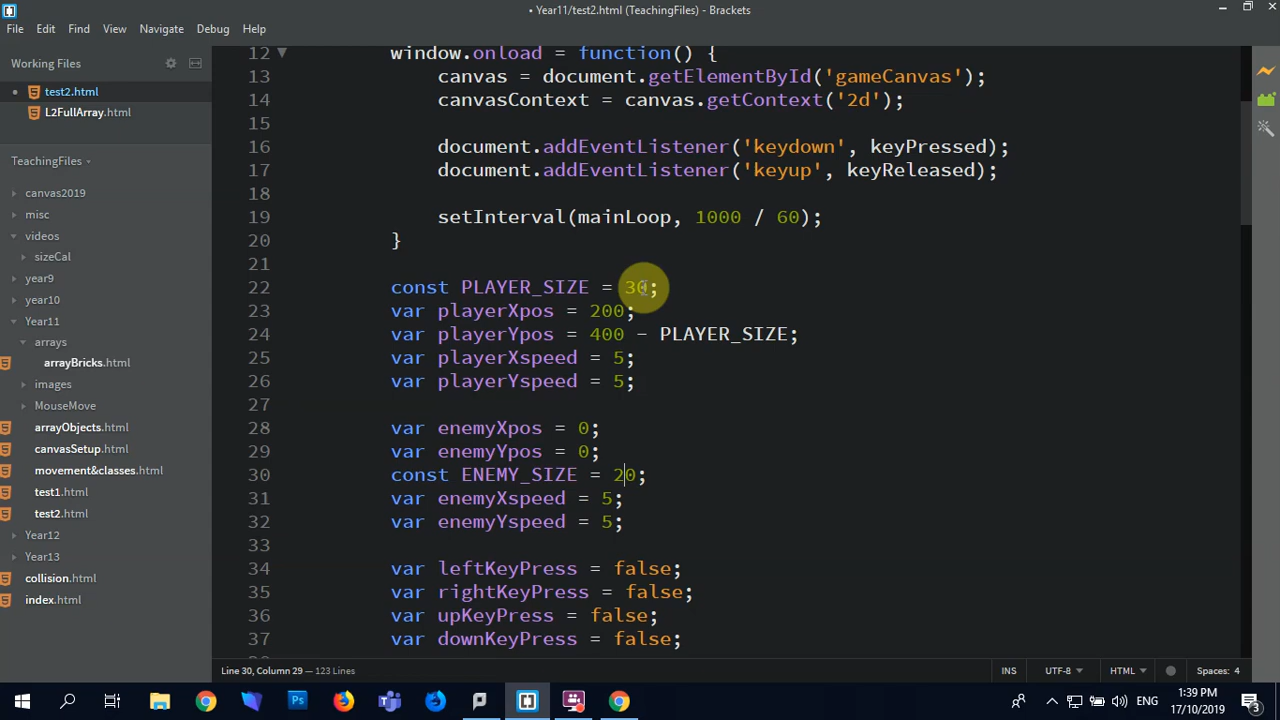 • Year11/test2.html (TeachingFiles) - Brackets
File Edit Find View Navigate Debug Help
Working Files
test2.html
L2FullArray.html
TeachingFiles
canvas2019
misc
videos
sizeCal
year9
year10
Year11
arrays
arrayBricks.html
images
MouseMove
arrayObjects.html
canvasSetup.html
movement&classes.html
test1.html
test2.html
Year12
Year13
collision.html
index.html
12 window.onload = function() {
13 canvas = document.getElementById('gameCanvas');
14 canvasContext = canvas.getContext('2d');
15
16 document.addEventListener('keydown', keyPressed);
17 document.addEventListener('keyup', keyReleased);
18
19 setInterval(mainLoop, 1000 / 60);
20 }
21
22 const PLAYER_SIZE = 30;
23 var playerXpos = 200;
24 var playerYpos = 400 - PLAYER_SIZE;
25 var playerXspeed = 5;
26 var playerYspeed = 5;
27
28 var enemyXpos = 0;
29 var enemyYpos = 0;
30 const ENEMY_SIZE = 20;
31 var enemyXspeed = 5;
32 var enemyYspeed = 5;
33
34 var leftKeyPress = false;
35 var rightKeyPress = false;
36 var upKeyPress = false;
37 var downKeyPress = false;
Line 30, Column 29 — 123 Lines
INS UTF-8 HTML Spaces: 4
ENG 1:39 PM
17/10/2019 3